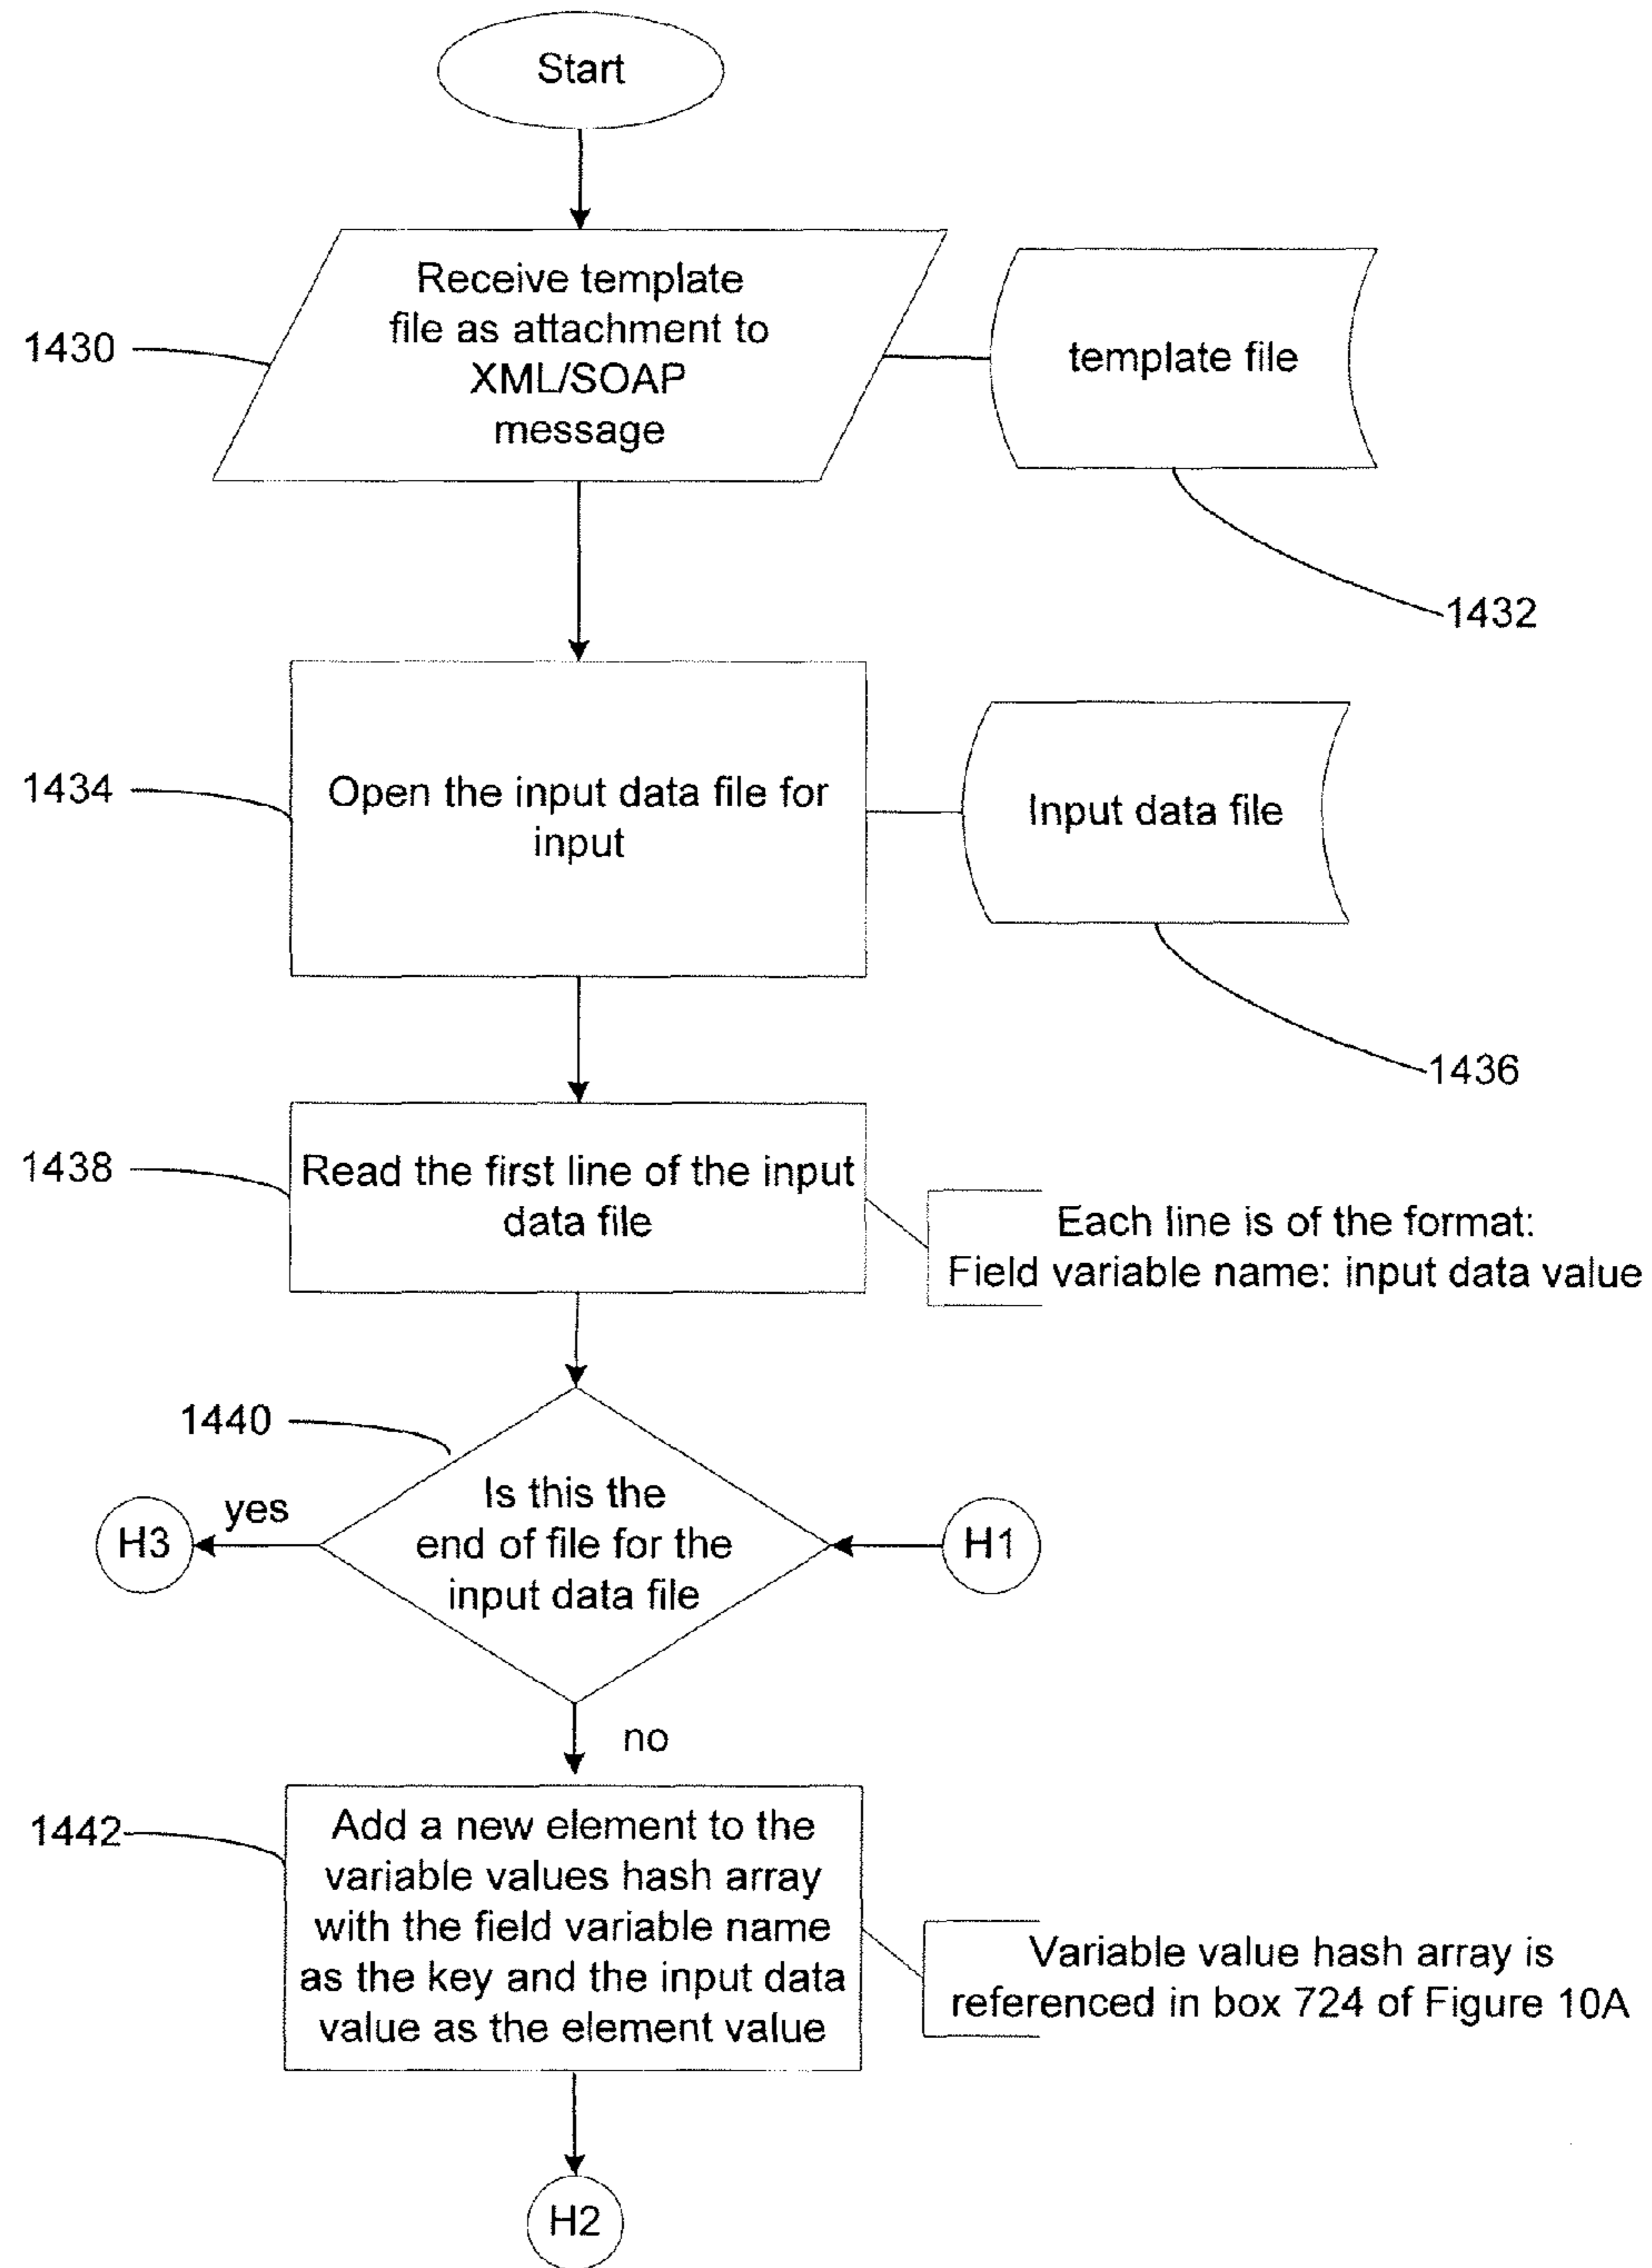 Start
Receive template
file as attachment to
XML/SOAP
message
1430
template file
1432
Open the input data file for
input
1434
Input data file
1436
1438
Read the first line of the input
data file
Each line is of the format:
Field variable name: input data value
1440
Is this the
end of file for the
input data file
yes
H3
H1
no
1442
Add a new element to the
variable values hash array
with the field variable name
as the key and the input data
value as the element value
Variable value hash array is
referenced in box 724 of Figure 10A
H2